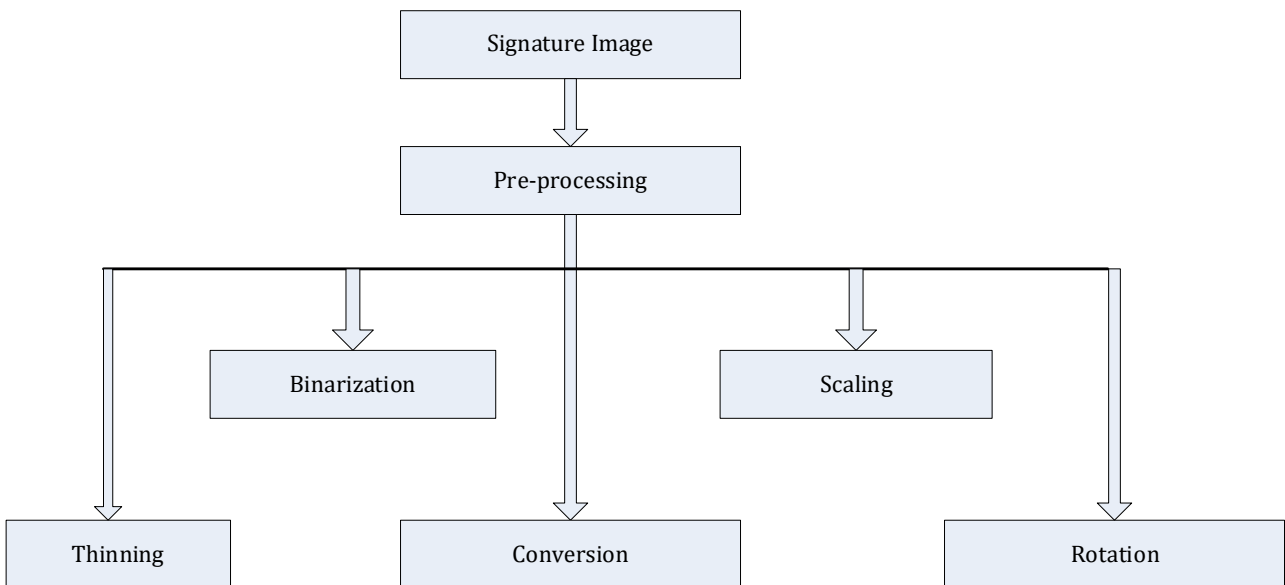 Signature Image
Pre-processing
Binarization
Scaling
Thinning
Conversion
Rotation